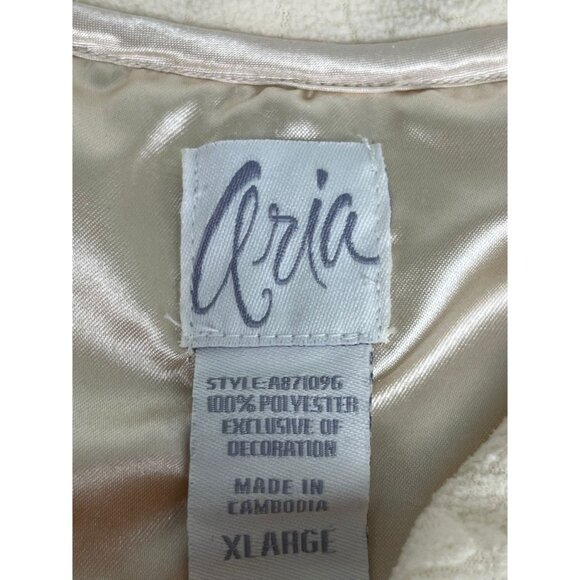 aria
STYLE:A871096
100% POLYESTER
EXCLUSIVE OF
DECORATION
MADE IN
CAMBODIA
XLARGE